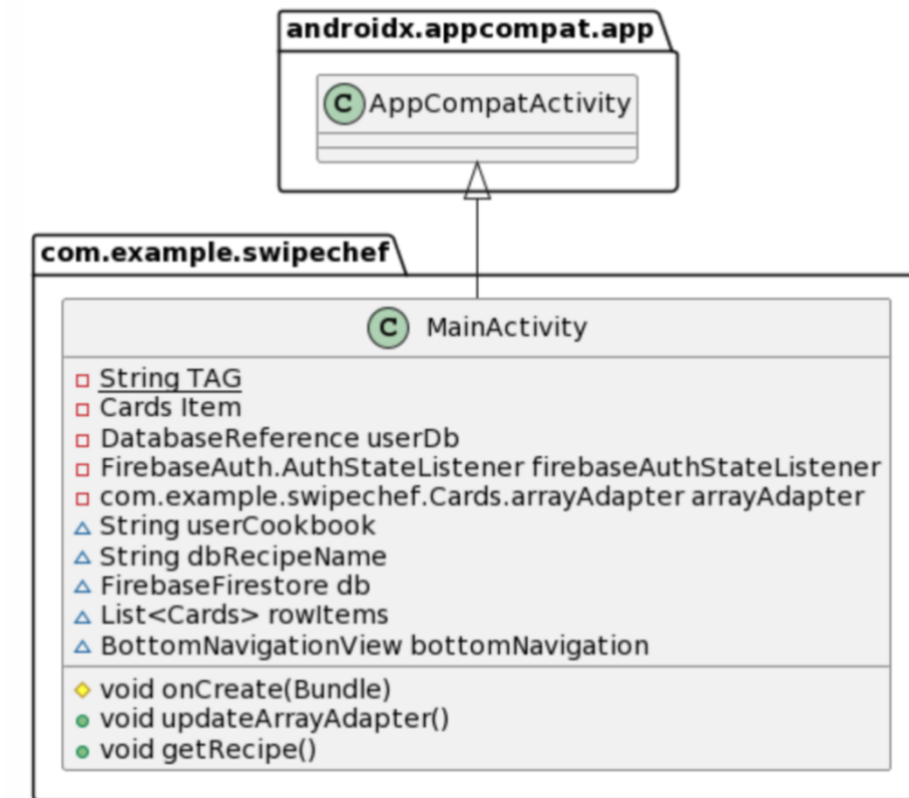 androidx.appcompat.app
C AppCompatActivity
com.example.swipechef
C MainActivity
String TAG
Cards Item
DatabaseReference userDb
FirebaseAuth.AuthStateListener firebaseAuthStateListener
com.example.swipechef.Cards.arrayAdapter arrayAdapter
String userCookbook
String dbRecipeName
FirebaseFirestore db
List<Cards> rowItems
BottomNavigationView bottomNavigation
void onCreate(Bundle)
void updateArrayAdapter()
void getRecipe()